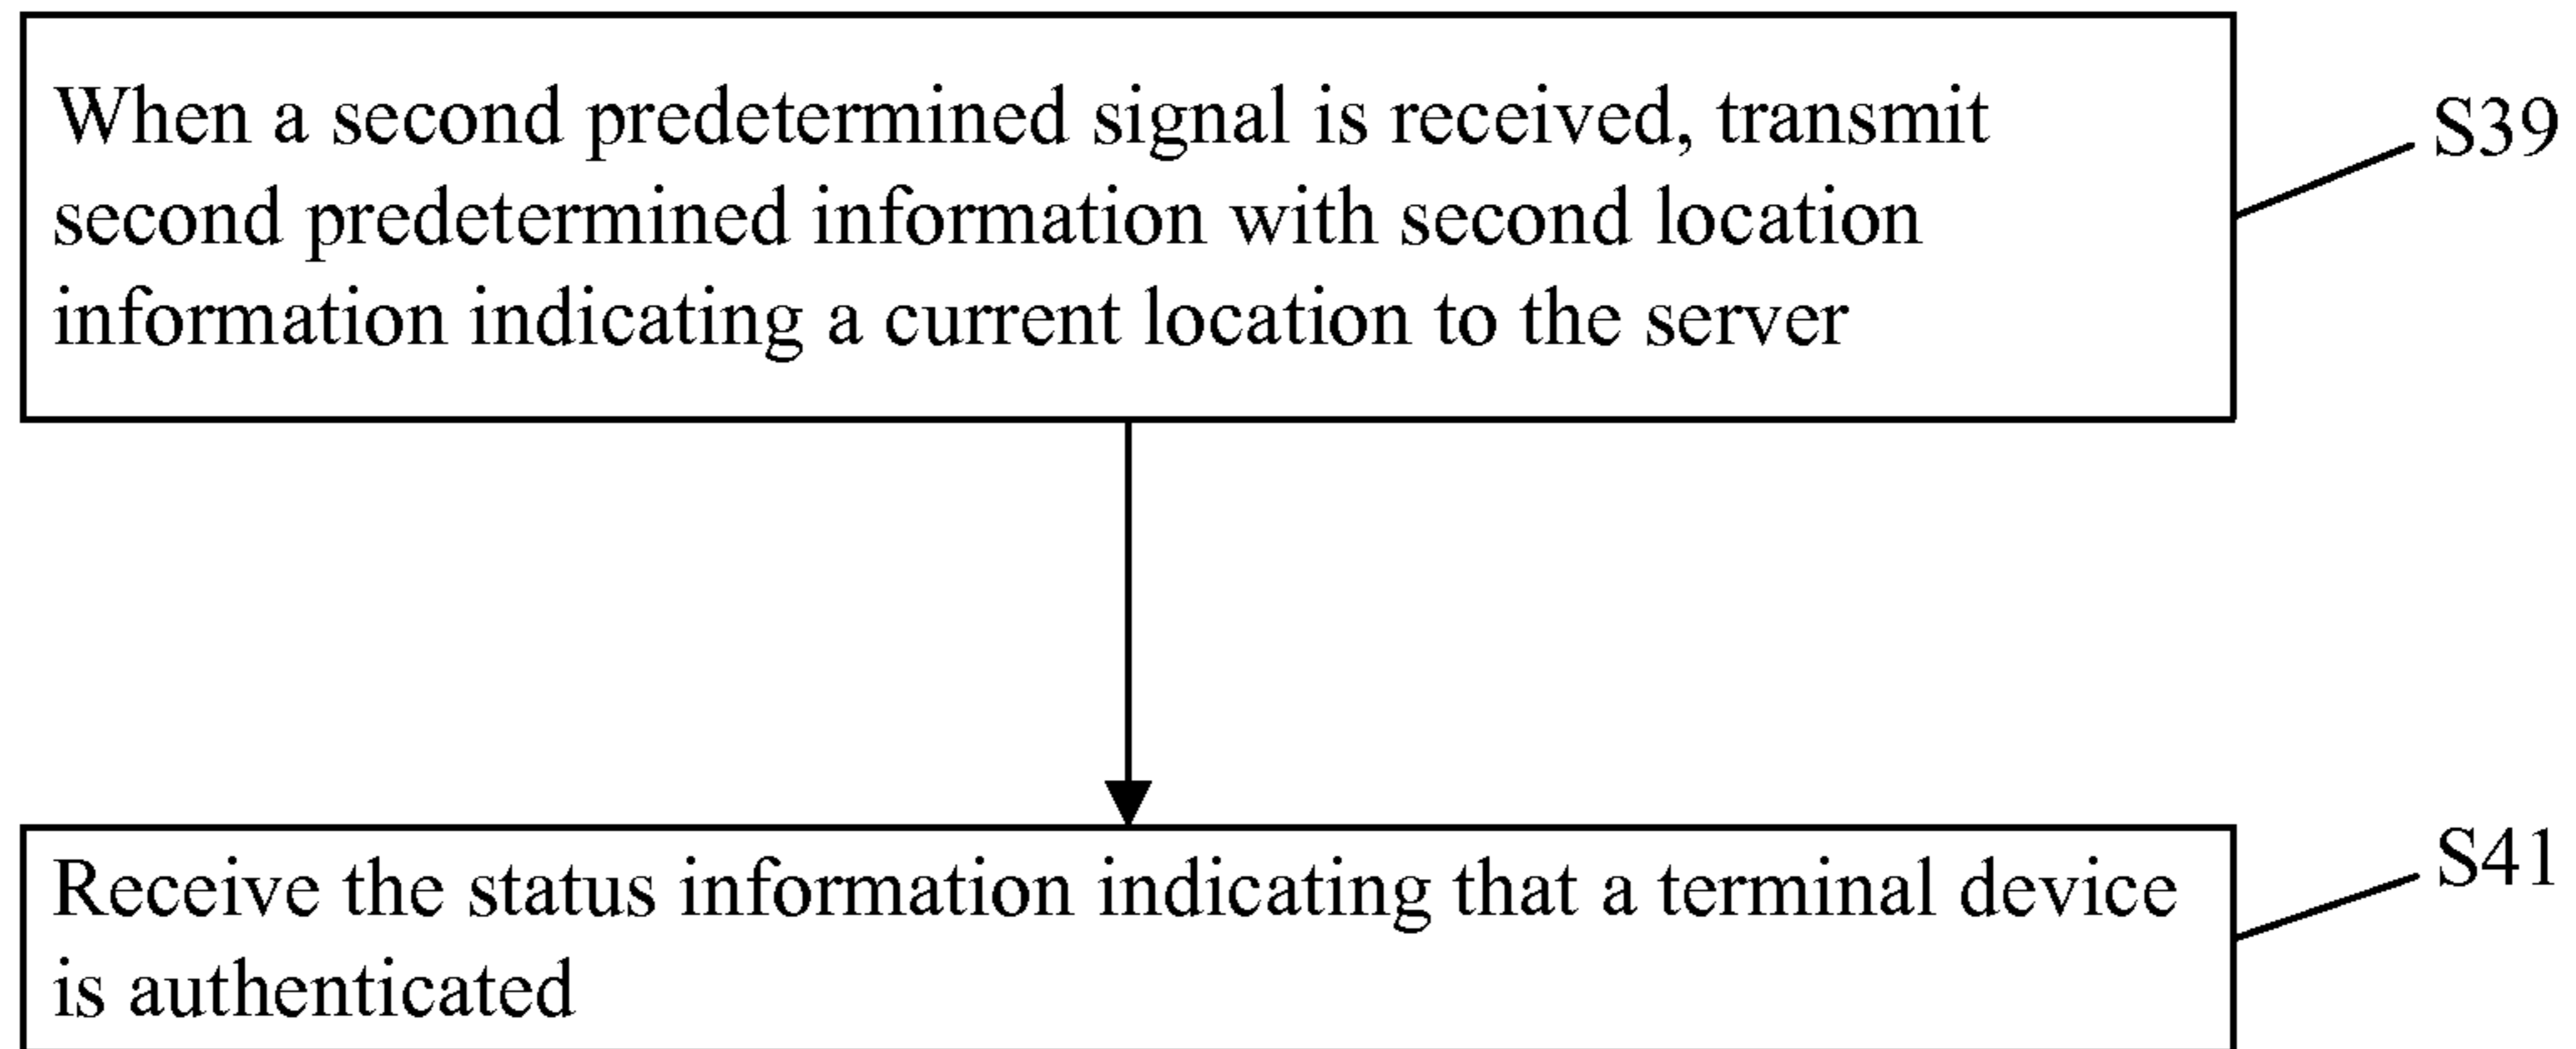 When a second predetermined signal is received, transmit
second predetermined information with second location
information indicating a current location to the server
S39
Receive the status information indicating that a terminal device
is authenticated
S41